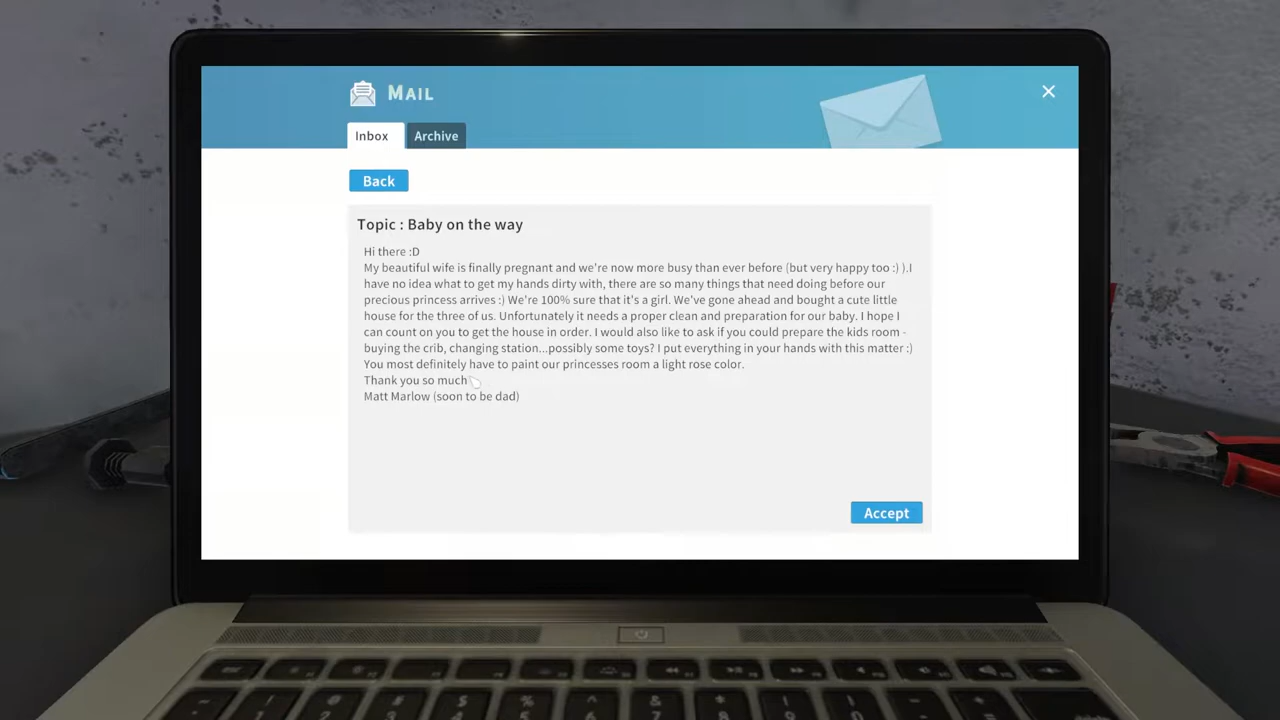 MAIL
Inbox
Archive
Back
Topic : Baby on the way
Hi there :D
My beautiful wife is finally pregnant and we're now more busy than ever before (but very happy too :) ).I
have no idea what to get my hands dirty with, there are so many things that need doing before our
precious princess arrives :) We're 100% sure that it's a girl. We've gone ahead and bought a cute little
house for the three of us. Unfortunately it needs a proper clean and preparation for our baby. I hope I
can count on you to get the house in order. I would also like to ask if you could prepare the kids room -
buying the crib, changing station...possibly some toys? I put everything in your hands with this matter :)
You most definitely have to paint our princesses room a light rose color.
Thank you so much
Matt Marlow (soon to be dad)
Accept